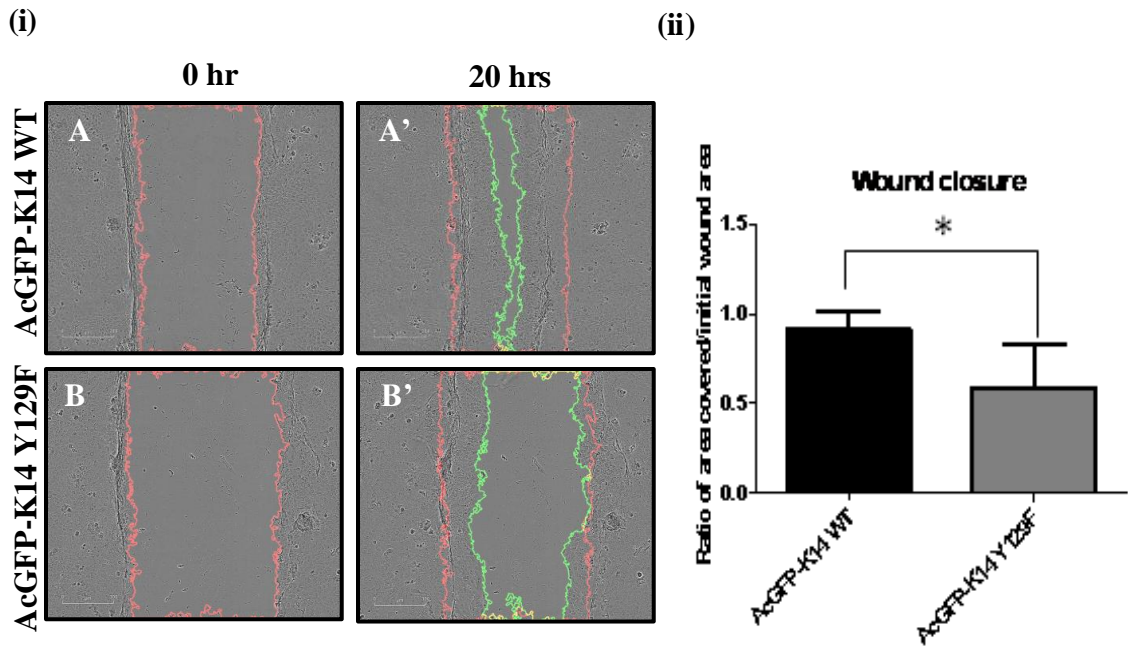 (i)
0 hr
20 hrs
AcGFP-K14 WT
A
A’
AcGFP-K14 Y129F
B
B’
(ii)
Wound closure
Ratio of area covered/initial wound area
1.5
1.0
0.5
0.0
*
AcGFP-K14 WT
AcGFP-K14 Y129F